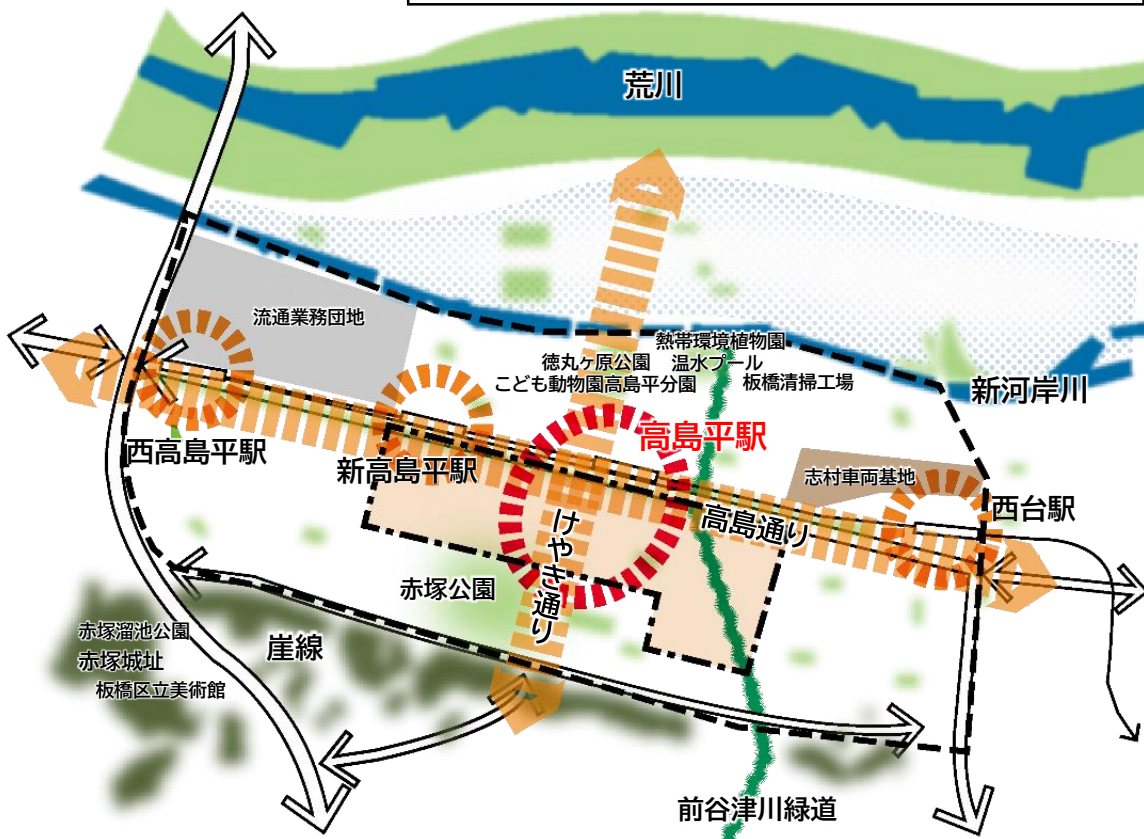 荒川
流通業務団地
熱帯環境植物園
徳丸ヶ原公園
温水プール
こども動物園高島平分園
板橋清掃工場
新河岸川
高島平駅
西高島平駅
新高島平駅
志村車両基地
西台駅
高島通り
けやき通り
赤塚公園
赤塚溜池公園
赤塚城址
板橋区立美術館
崖線
前谷津川緑道